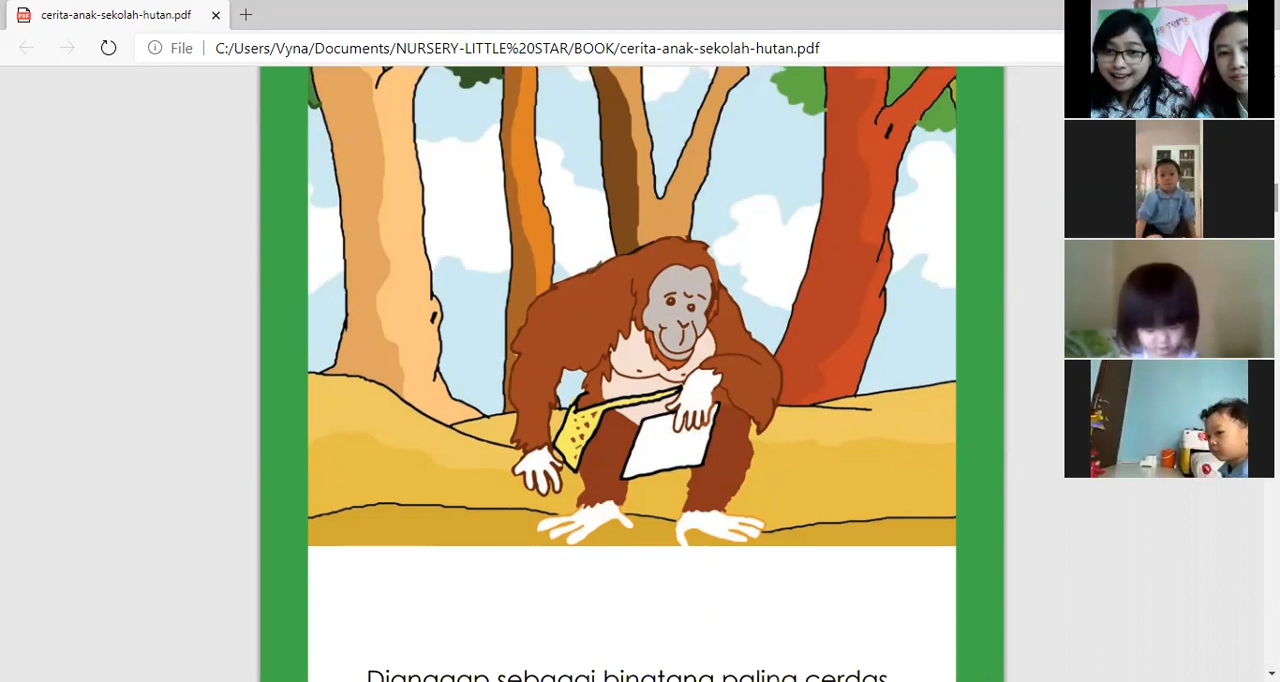 cerita-anak-sekolah-hutan.pdf
File
C:/Users/Vyna/Documents/NURSERY-LITTLE%20STAR/BOOK/cerita-anak-sekolah-hutan.pdf
Dianggap sebagai binatang paling cerdas